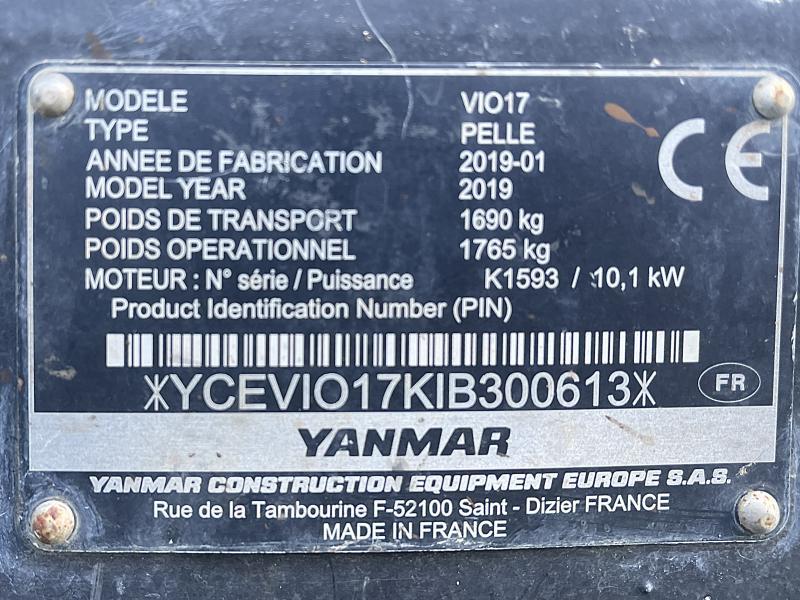 MODELE VIO17
TYPE PELLE
ANNEE DE FABRICATION 2019-01
MODEL YEAR 2019
POIDS DE TRANSPORT 1690 kg
POIDS OPERATIONNEL 1765 kg
MOTEUR : N° série / Puissance K1593 / 10,1 kW
Product Identification Number (PIN)
*YCEVIO17KIB300613*
FR
CE
YANMAR
YANMAR CONSTRUCTION EQUIPMENT EUROPE S.A.S.
Rue de la Tambourine F-52100 Saint - Dizier FRANCE
MADE IN FRANCE